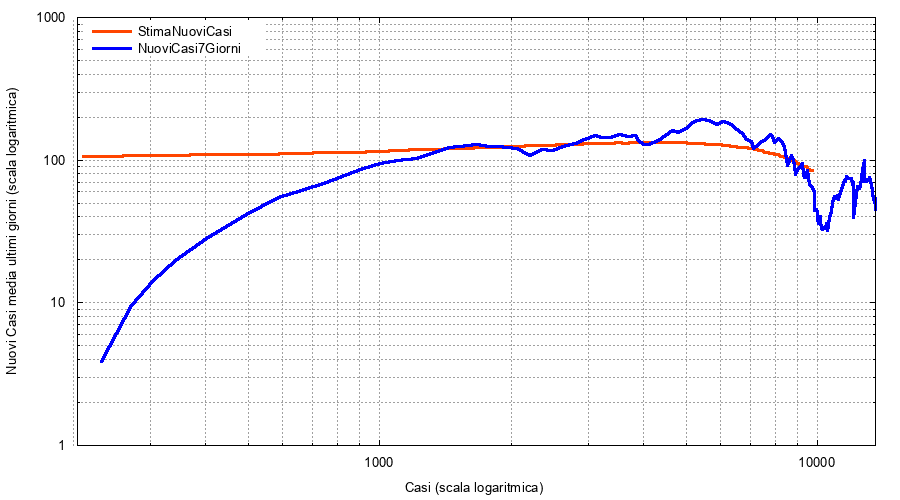 1000
StimaNuoviCasi
NuoviCasi7Giorni
100
10
1
1000
10000
Nuovi Casi media ultimi giorni (scala logaritmica)
Casi (scala logaritmica)